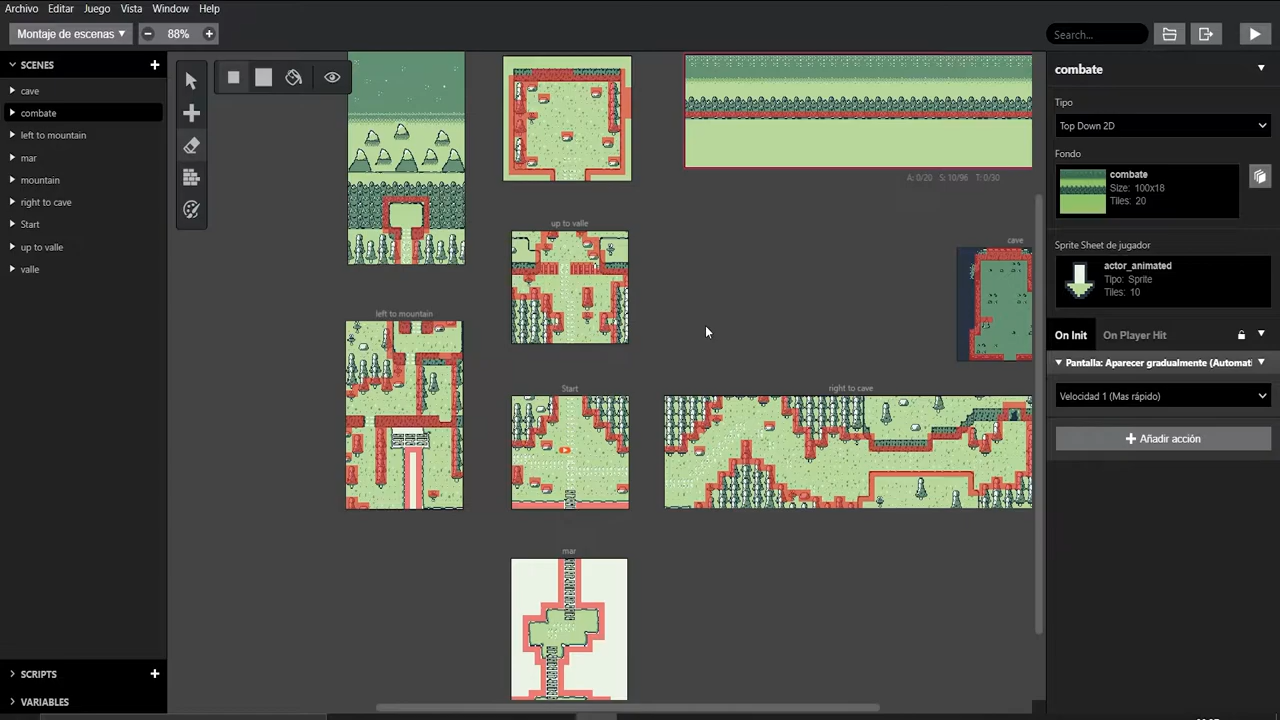 Archivo Editar Juego Vista Window Help
Montaje de escenas
88%
Search...
SCENES
cave
combate
left to mountain
mar
mountain
right to cave
Start
up to valle
valle
SCRIPTS
VARIABLES
A: 0/20 S: 10/96 T: 0/30
up to valle
cave
left to mountain
Start
right to cave
mar
combate
Tipo
Top Down 2D
Fondo
combate
Size: 100x18
Tiles: 20
Sprite Sheet de jugador
actor_animated
Tipo: Sprite
Tiles: 10
On Init On Player Hit
Pantalla: Aparecer gradualmente (Automat
Velocidad 1 (Mas rápido)
Añadir acción